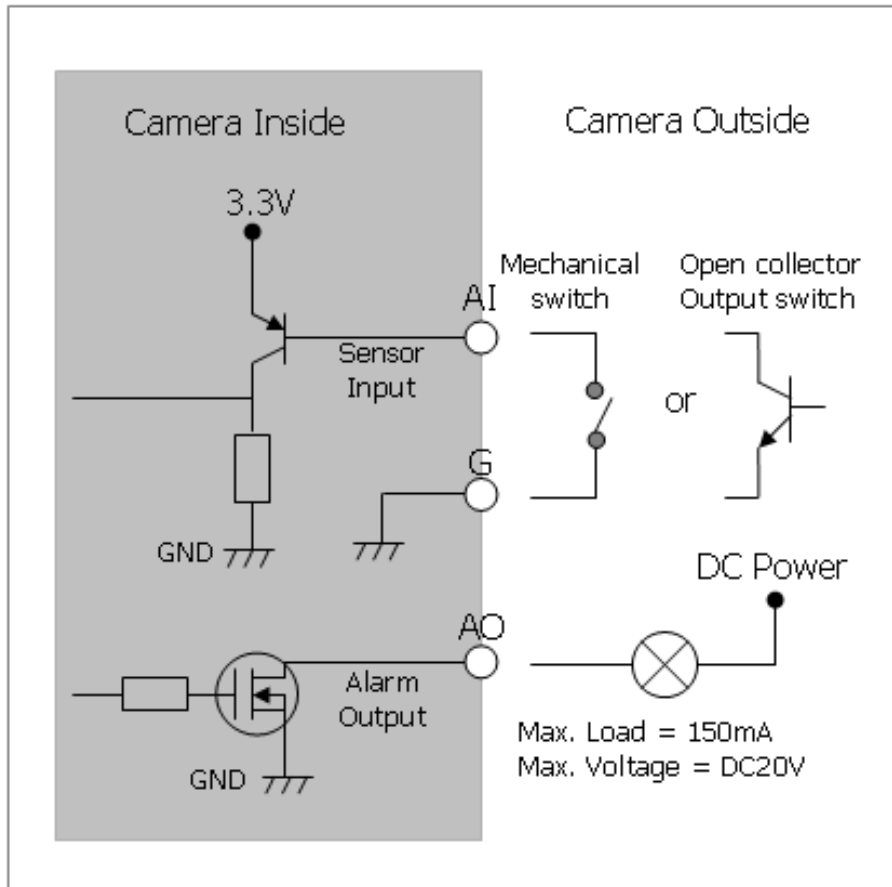 Camera Inside
Camera Outside
3.3V
Mechanical
switch
Open collector
Output switch
AI
Sensor
Input
or
G
GND
DC Power
AO
Alarm
Output
GND
Max. Load = 150mA
Max. Voltage = DC20V